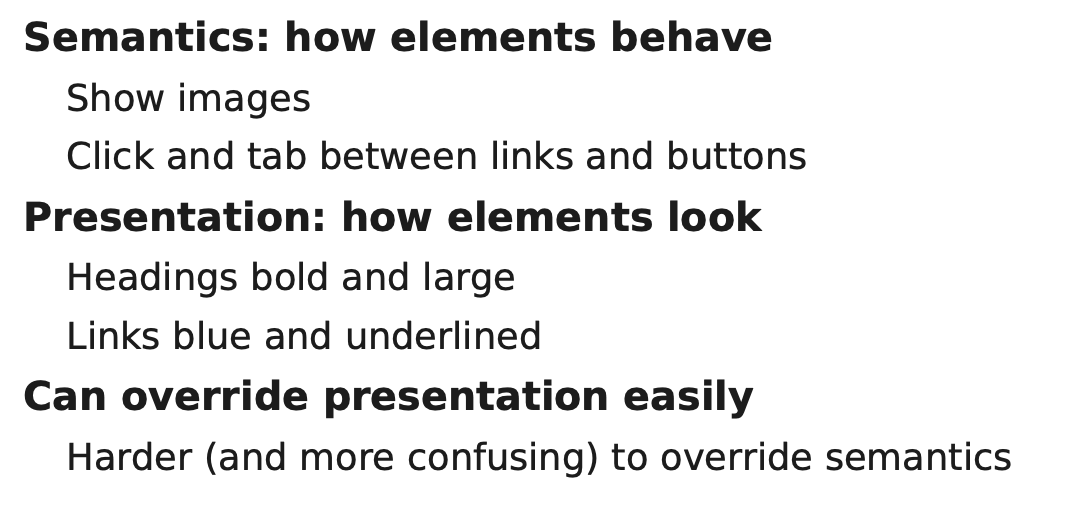 Semantics: how elements behave
Show images
Click and tab between links and buttons
Presentation: how elements look
Headings bold and large
Links blue and underlined
Can override presentation easily
Harder (and more confusing) to override semantics